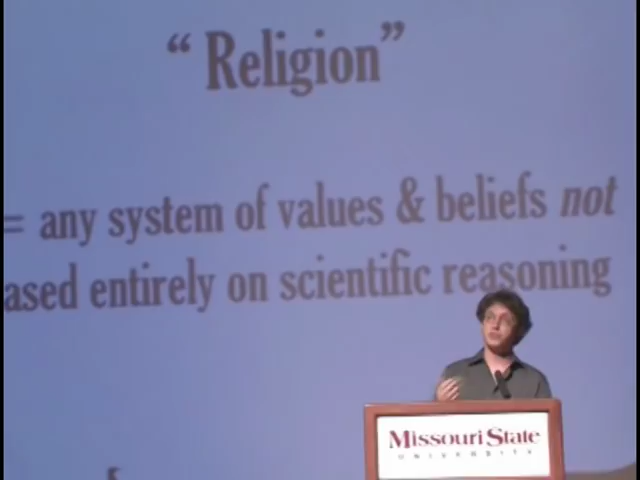 “Religion”
= any system of values & beliefs not
ased entirely on scientific reasoning
Missouri State
UNIVERSITY